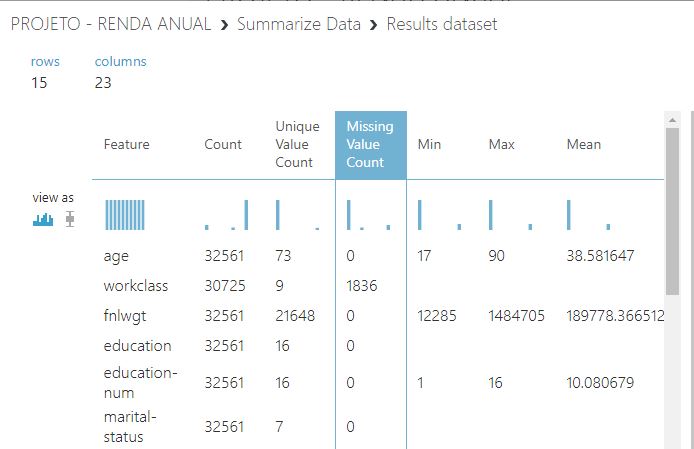 PROJETO - RENDA ANUAL > Summarize Data > Results dataset
rows columns
15 23
Feature Count Unique Value Count Missing Value Count Min Max Mean
view as
age 32561 73 0 17 90 38.581647
workclass 30725 9 1836
fnlwgt 32561 21648 0 12285 1484705 189778.366512
education 32561 16 0
education-num 32561 16 0 1 16 10.080679
marital-status 32561 7 0